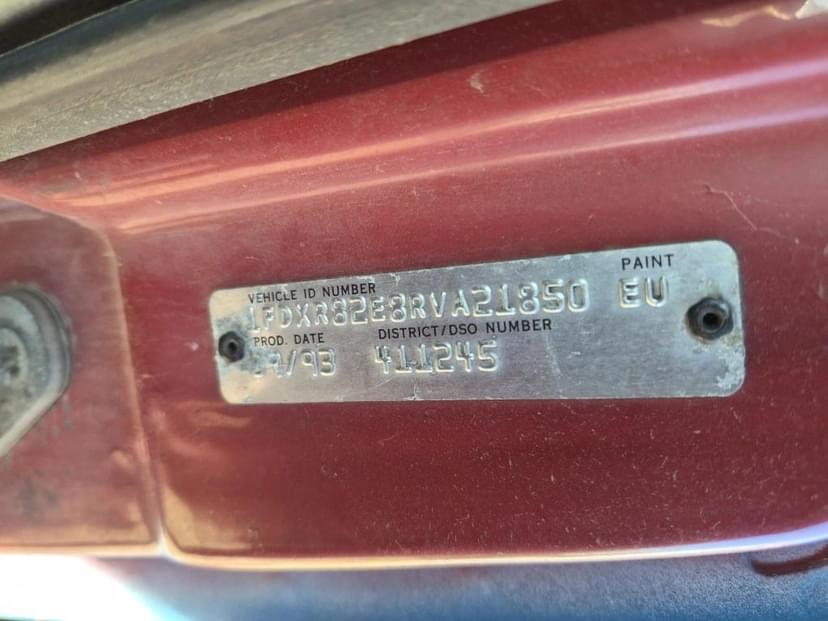 VEHICLE ID NUMBER PAINT
1FDXR82E8RVA21850 EU
PROD. DATE DISTRICT/DSO NUMBER
411245